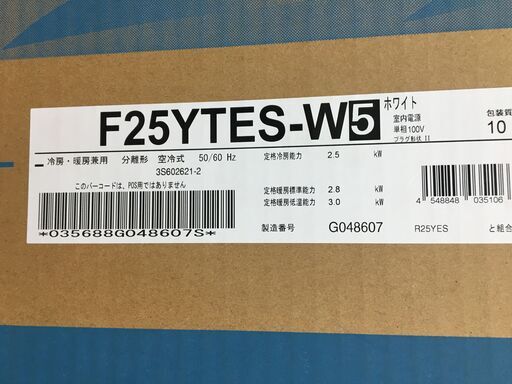 F25YTES-W5
ホワイト
室内電源
単相100V
プラグ形状 II
包装質
10
冷房・暖房兼用 分離形 空冷式 50/60 Hz
3S602621-2
このバーコードは、POS用ではありません
*035688G048607S*
定格冷房能力 2.5 kW
定格暖房標準能力 2.8 kW
定格暖房低温能力 3.0 kW
製造番号 G048607
4 548848 035106
R25YES と組合